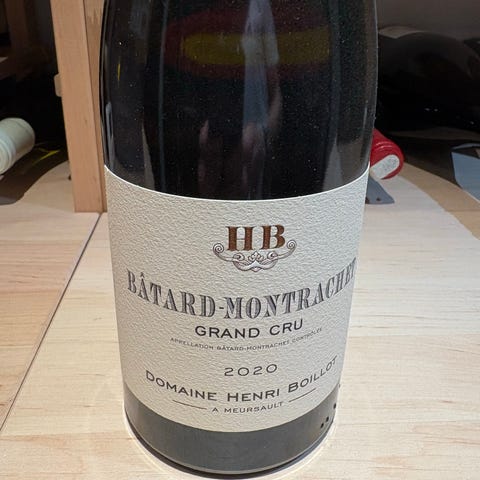 HB
BÂTARD-MONTRACHET
GRAND CRU
APPELLATION BÂTARD-MONTRACHET CONTRÔLÉE
2020
DOMAINE HENRI BOILLOT
A MEURSAULT